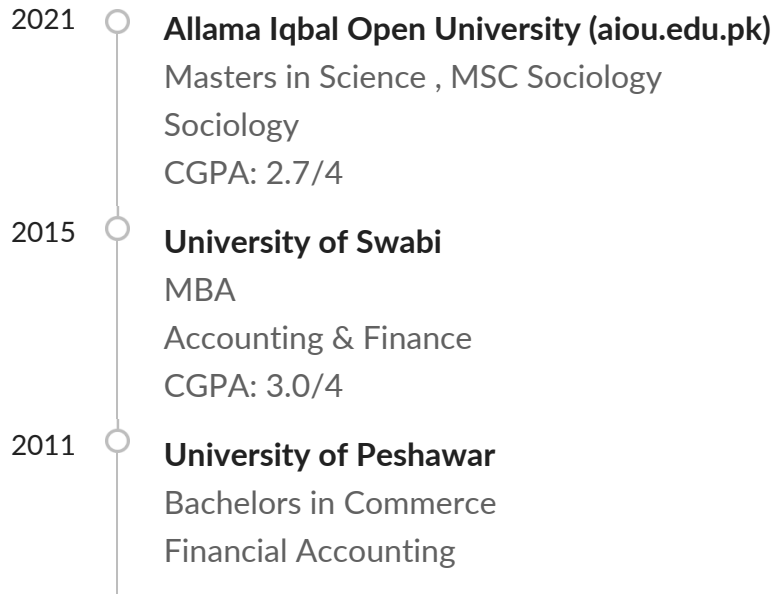 2021
Allama Iqbal Open University (aiou.edu.pk)
Masters in Science , MSC Sociology
Sociology
CGPA: 2.7/4
2015
University of Swabi
MBA
Accounting & Finance
CGPA: 3.0/4
2011
University of Peshawar
Bachelors in Commerce
Financial Accounting